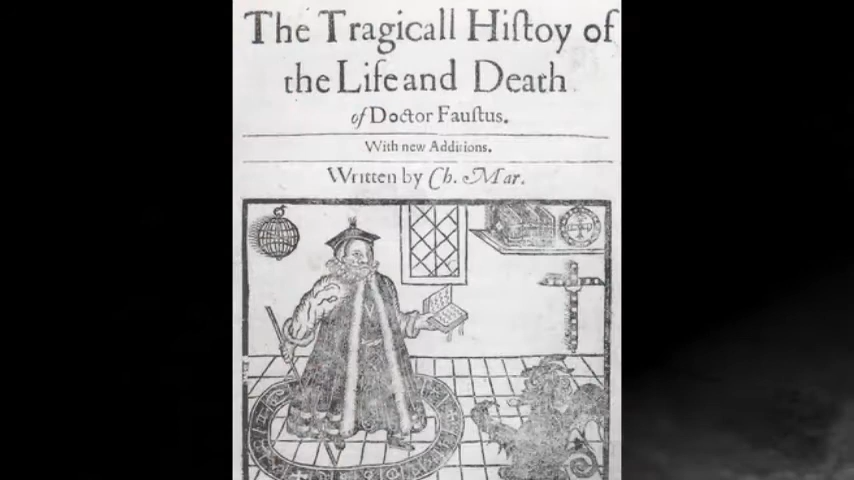 The Tragicall Hiſtoy of
the Life and Death
of Doctor Fauſtus.
With new Additions.
Written by Ch. Mar.